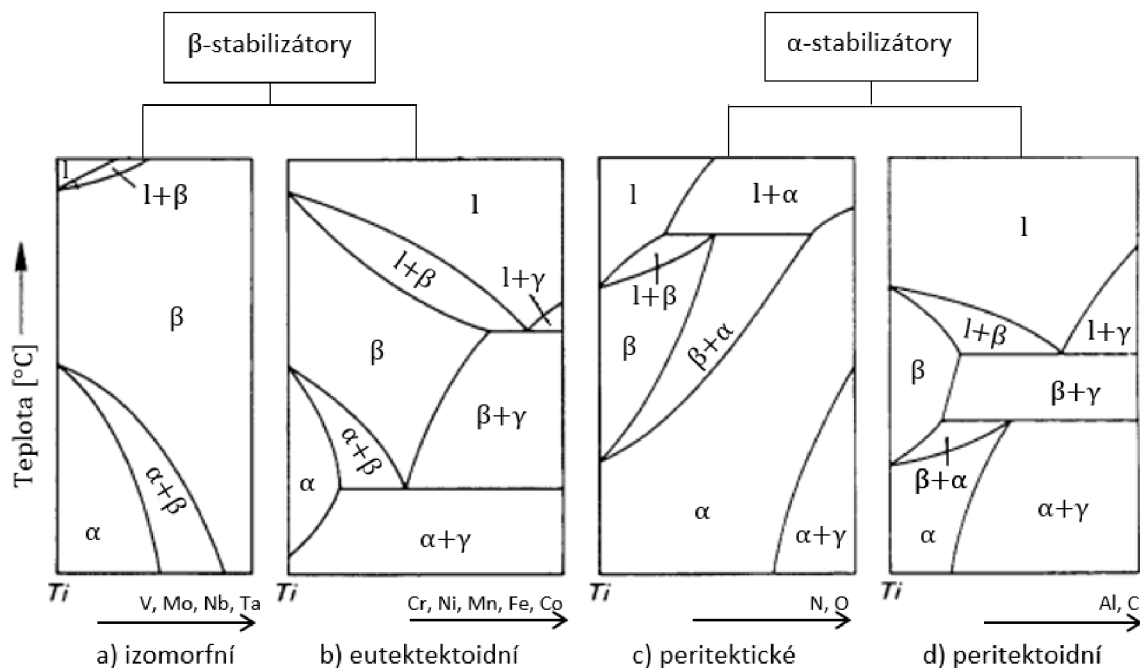 β-stabilizátory
α-stabilizátory
Teplota [°C]
l
l+β
β
α+β
α
Ti
V, Mo, Nb, Ta
a) izomorfní
l
l+β
l+γ
β
β+γ
α+β
α
α+γ
Ti
Cr, Ni, Mn, Fe, Co
b) eutektektoidní
l
l+α
l+β
β
β+α
α
α+γ
Ti
N, O
c) peritektické
l
l+β
l+γ
β
β+γ
β+α
α
α+γ
Ti
Al, C
d) peritektoidní